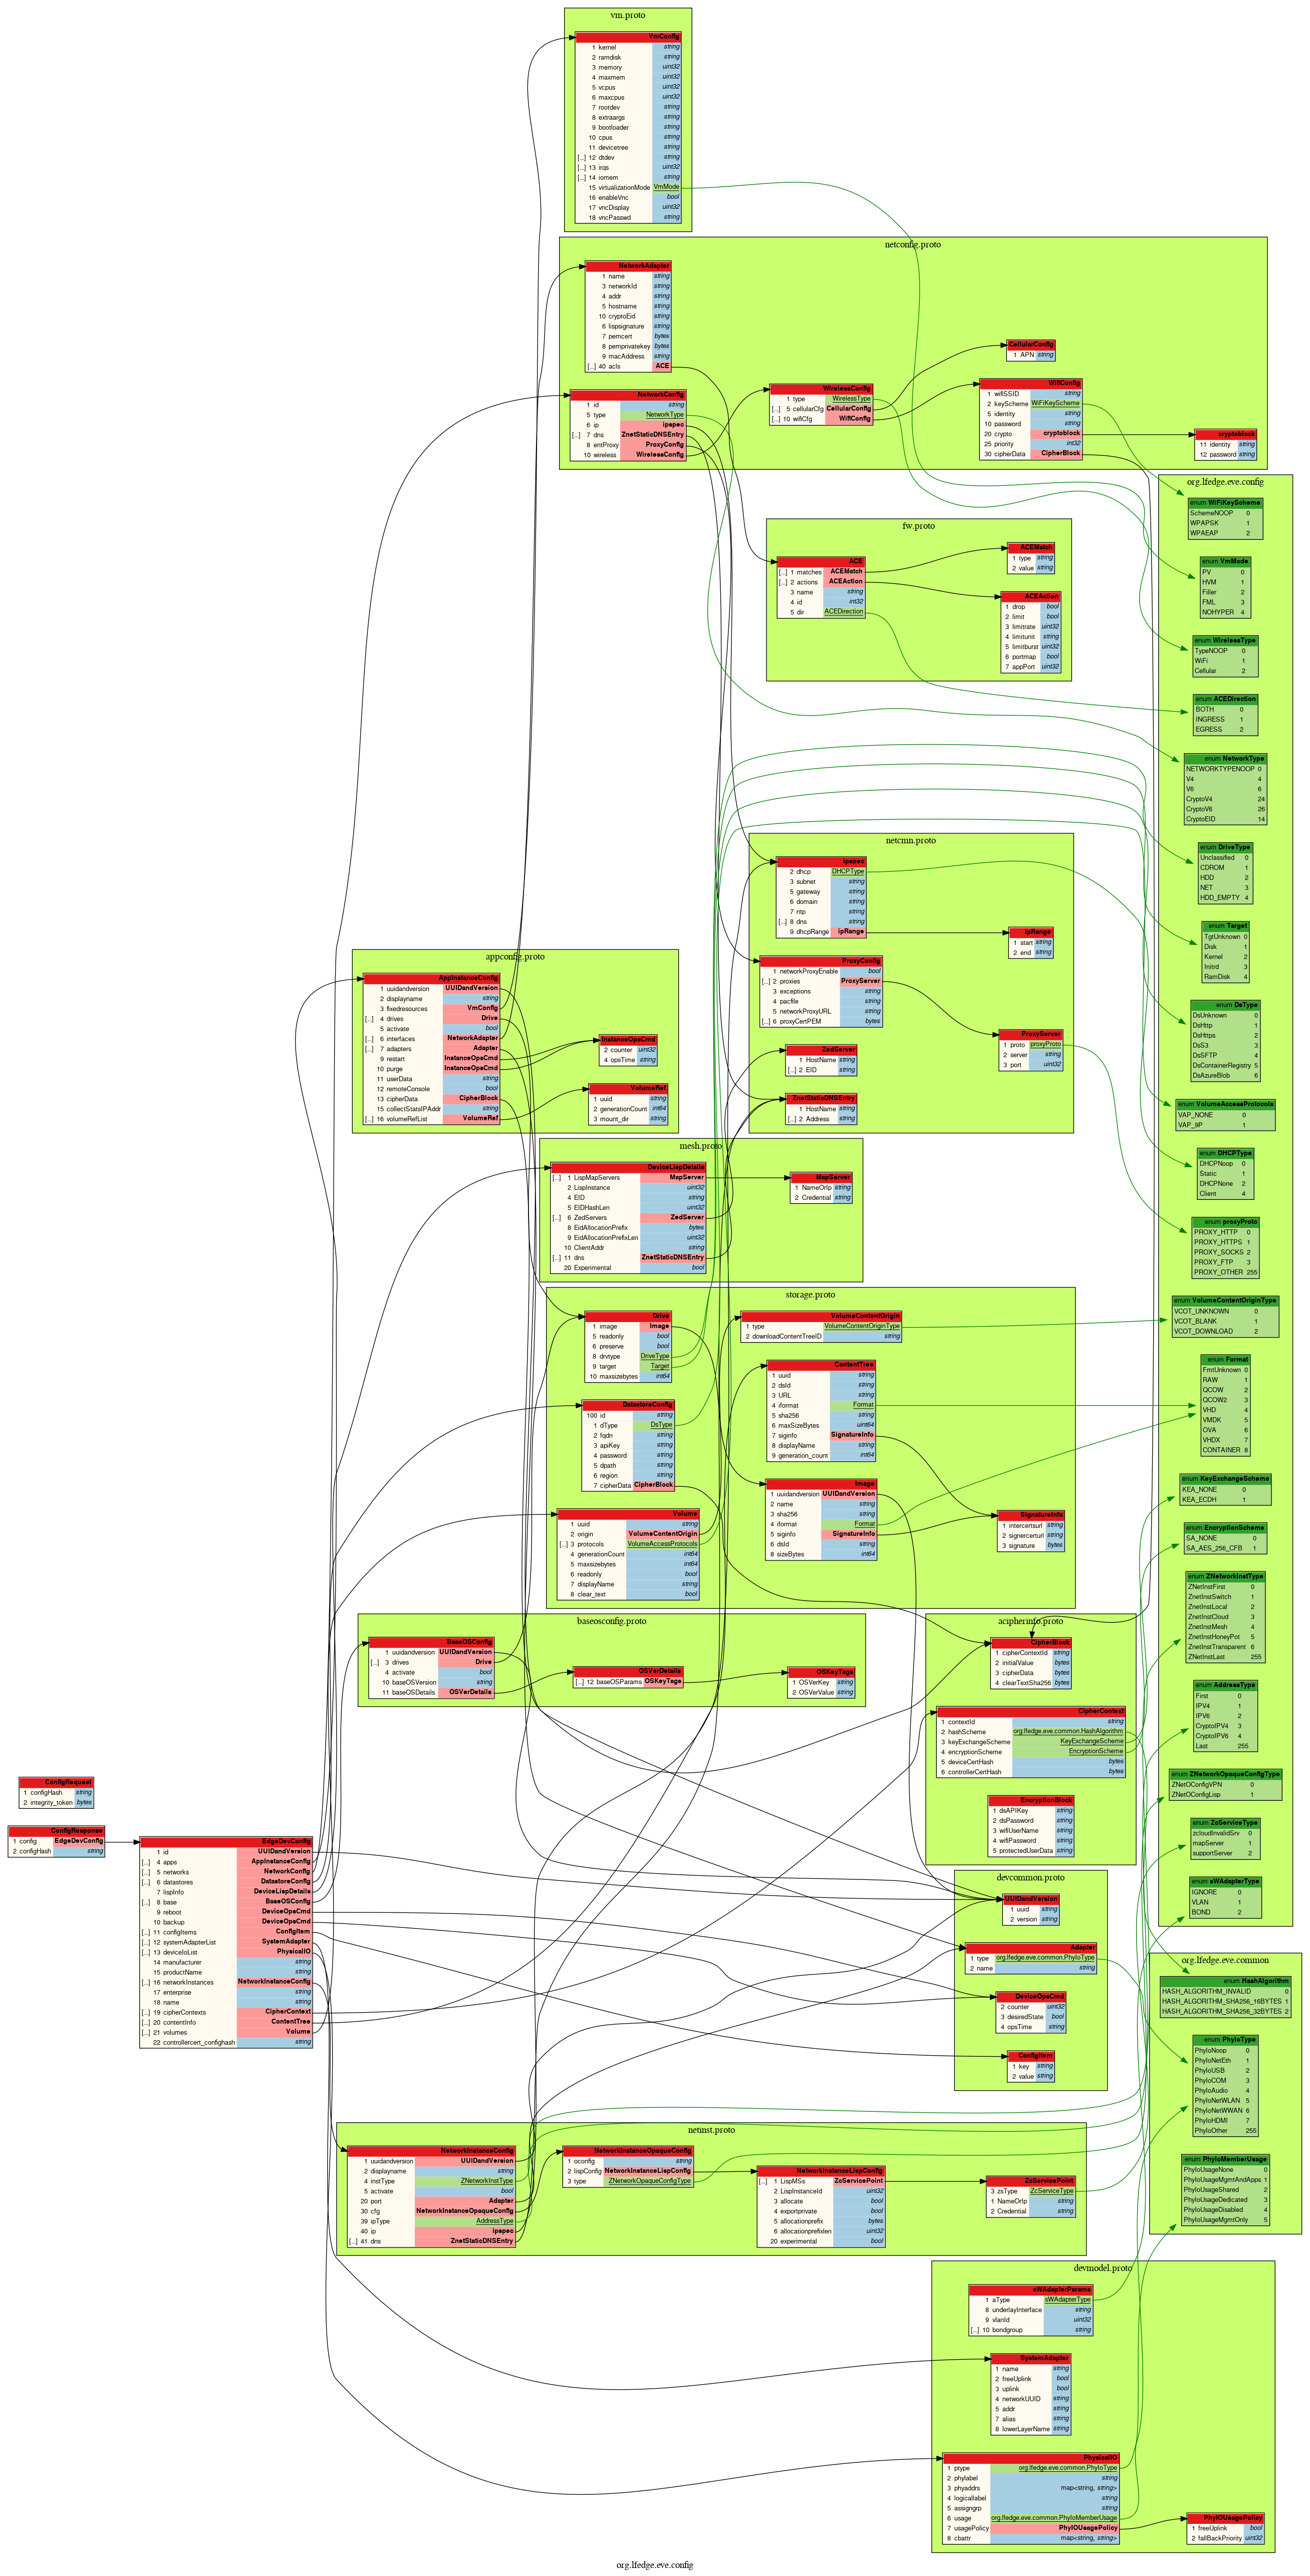 vm.proto
VmConfig
1 kernel string
2 ramdisk string
3 memory uint32
4 maxmem uint32
5 vcpus uint32
6 maxcpus uint32
7 rootdev string
8 extraargs string
9 bootloader string
10 cpus string
11 devicetree string
[...] 12 dtdev string
[...] 13 irqs uint32
[...] 14 iomem string
15 virtualizationMode VmMode
16 enableVnc bool
17 vncDisplay uint32
18 vncPasswd string
netconfig.proto
NetworkAdapter
1 name string
3 networkId string
4 addr string
5 hostname string
10 cryptoEid string
6 lispsignature string
7 pemcert bytes
8 pemprivatekey bytes
9 macAddress string
[...] 40 acls ACE
NetworkConfig
1 id string
5 type NetworkType
6 ip ipspec
[...] 7 dns ZnetStaticDNSEntry
8 entProxy ProxyConfig
10 wireless WirelessConfig
WirelessConfig
1 type WirelessType
[...] 5 cellularCfg CellularConfig
[...] 10 wifiCfg WifiConfig
CellularConfig
1 APN string
WifiConfig
1 wifiSSID string
2 keyScheme WiFiKeyScheme
5 identity string
10 password string
20 crypto cryptoblock
25 priority int32
30 cipherData CipherBlock
cryptoblock
11 identity string
12 password string
fw.proto
ACE
[...] 1 matches ACEMatch
[...] 2 actions ACEAction
3 name string
4 id int32
5 dir ACEDirection
ACEMatch
1 type string
2 value string
ACEAction
1 drop bool
2 limit bool
3 limitrate uint32
4 limitunit string
5 limitburst uint32
6 portmap bool
7 appPort uint32
netcmn.proto
ipspec
2 dhcp DHCPType
3 subnet string
5 gateway string
6 domain string
7 ntp string
[...] 8 dns string
9 dhcpRange ipRange
ipRange
1 start string
2 end string
ProxyConfig
1 networkProxyEnable bool
[...] 2 proxies ProxyServer
3 exceptions string
4 pacfile string
5 networkProxyURL string
[...] 6 proxyCertPEM bytes
ProxyServer
1 proto proxyProto
2 server string
3 port uint32
ZedServer
1 HostName string
[...] 2 EID string
ZnetStaticDNSEntry
1 HostName string
[...] 2 Address string
appconfig.proto
AppInstanceConfig
1 uuidandversion UUIDandVersion
2 displayname string
3 fixedresources VmConfig
[...] 4 drives Drive
5 activate bool
[...] 6 interfaces NetworkAdapter
[...] 7 adapters Adapter
9 restart InstanceOpsCmd
10 purge InstanceOpsCmd
11 userData string
12 remoteConsole bool
13 cipherData CipherBlock
15 collectStatsIPAddr string
[...] 16 volumeRefList VolumeRef
InstanceOpsCmd
2 counter uint32
4 opsTime string
VolumeRef
1 uuid string
2 generationCount int64
3 mount_dir string
mesh.proto
DeviceLispDetails
[...] 1 LispMapServers MapServer
2 LispInstance uint32
4 EID string
5 EIDHashLen uint32
[...] 6 ZedServers ZedServer
8 EidAllocationPrefix bytes
9 EidAllocationPrefixLen uint32
10 ClientAddr string
[...] 11 dns ZnetStaticDNSEntry
20 Experimental bool
MapServer
1 NameOrIp string
2 Credential string
storage.proto
Drive
1 image Image
5 readonly bool
6 preserve bool
8 drvtype DriveType
9 target Target
10 maxsizebytes int64
DatastoreConfig
100 id string
1 dType DsType
2 fqdn string
3 apiKey string
4 password string
5 dpath string
6 region string
7 cipherData CipherBlock
Volume
1 uuid string
2 origin VolumeContentOrigin
[...] 3 protocols VolumeAccessProtocols
4 generationCount int64
5 maxsizebytes int64
6 readonly bool
7 displayName string
8 clear_text bool
VolumeContentOrigin
1 type VolumeContentOriginType
2 downloadContentTreeID string
ContentTree
1 uuid string
2 dsId string
3 URL string
4 iformat Format
5 sha256 string
6 maxSizeBytes uint64
7 siginfo SignatureInfo
8 displayName string
9 generation_count int64
Image
1 uuidandversion UUIDandVersion
2 name string
3 sha256 string
4 iformat Format
5 siginfo SignatureInfo
6 dsId string
8 sizeBytes int64
SignatureInfo
1 intercertsurl string
2 signercerturl string
3 signature bytes
baseosconfig.proto
BaseOSConfig
1 uuidandversion UUIDandVersion
[...] 3 drives Drive
4 activate bool
10 baseOSVersion string
11 baseOSDetails OSVerDetails
OSVerDetails
[...] 12 baseOSParams OSKeyTags
OSKeyTags
1 OSVerKey string
2 OSVerValue string
acipherinfo.proto
CipherBlock
1 cipherContextId string
2 initialValue bytes
3 cipherData bytes
4 clearTextSha256 bytes
CipherContext
1 contextId string
2 hashScheme org.lfedge.eve.common.HashAlgorithm
3 keyExchangeScheme KeyExchangeScheme
4 encryptionScheme EncryptionScheme
5 deviceCertHash bytes
6 controllerCertHash bytes
EncryptionBlock
1 dsAPIKey string
2 dsPassword string
3 wifiUserName string
4 wifiPassword string
5 protectedUserData string
ConfigRequest
1 configHash string
2 integrity_token bytes
ConfigResponse
1 config EdgeDevConfig
2 configHash string
EdgeDevConfig
1 id UUIDandVersion
[...] 4 apps AppInstanceConfig
[...] 5 networks NetworkConfig
[...] 6 datastores DatastoreConfig
7 lispInfo DeviceLispDetails
[...] 8 base BaseOSConfig
9 reboot DeviceOpsCmd
10 backup DeviceOpsCmd
[...] 11 configItems ConfigItem
[...] 12 systemAdapterList SystemAdapter
[...] 13 deviceIoList PhysicalIO
14 manufacturer string
15 productName string
[...] 16 networkInstances NetworkInstanceConfig
17 enterprise string
18 name string
[...] 19 cipherContexts CipherContext
[...] 20 contentInfo ContentTree
[...] 21 volumes Volume
22 controllercert_confighash string
devcommon.proto
UUIDandVersion
1 uuid string
2 version string
Adapter
1 type org.lfedge.eve.common.PhyIoType
2 name string
DeviceOpsCmd
2 counter uint32
3 desiredState bool
4 opsTime string
ConfigItem
1 key string
2 value string
netinst.proto
NetworkInstanceConfig
1 uuidandversion UUIDandVersion
2 displayname string
4 instType ZNetworkInstType
5 activate bool
20 port Adapter
30 cfg NetworkInstanceOpaqueConfig
39 ipType AddressType
40 ip ipspec
[...] 41 dns ZnetStaticDNSEntry
NetworkInstanceOpaqueConfig
1 oconfig string
2 lispConfig NetworkInstanceLispConfig
3 type ZNetworkOpaqueConfigType
NetworkInstanceLispConfig
[...] 1 LispMSs ZcServicePoint
2 LispInstanceId uint32
3 allocate bool
4 exportprivate bool
5 allocationprefix bytes
6 allocationprefixlen uint32
20 experimental bool
ZcServicePoint
3 zsType ZcServiceType
1 NameOrIp string
2 Credential string
devmodel.proto
sWAdapterParams
1 aType sWAdapterType
8 underlayInterface string
9 vlanId uint32
[...] 10 bondgroup string
SystemAdapter
1 name string
2 freeUplink bool
3 uplink bool
4 networkUUID string
5 addr string
7 alias string
8 lowerLayerName string
PhysicalIO
1 ptype org.lfedge.eve.common.PhyIoType
2 phylabel string
3 phyaddrs map<string, string>
4 logicallabel string
5 assigngrp string
6 usage org.lfedge.eve.common.PhyIoMemberUsage
7 usagePolicy PhyIOUsagePolicy
8 cbattr map<string, string>
PhyIOUsagePolicy
1 freeUplink bool
2 fallBackPriority uint32
org.lfedge.eve.config
enum WiFiKeyScheme
SchemeNOOP 0
WPAPSK 1
WPAEAP 2
enum VmMode
PV 0
HVM 1
Filler 2
FML 3
NOHYPER 4
enum WirelessType
TypeNOOP 0
WiFi 1
Cellular 2
enum ACEDirection
BOTH 0
INGRESS 1
EGRESS 2
enum NetworkType
NETWORKTYPENOOP 0
V4 4
V6 6
CryptoV4 24
CryptoV6 26
CryptoEID 14
enum DriveType
Unclassified 0
CDROM 1
HDD 2
NET 3
HDD_EMPTY 4
enum Target
TgtUnknown 0
Disk 1
Kernel 2
Initrd 3
RamDisk 4
enum DsType
DsUnknown 0
DsHttp 1
DsHttps 2
DsS3 3
DsSFTP 4
DsContainerRegistry 5
DsAzureBlob 6
enum VolumeAccessProtocols
VAP_NONE 0
VAP_9P 1
enum DHCPType
DHCPNoop 0
Static 1
DHCPNone 2
Client 4
enum proxyProto
PROXY_HTTP 0
PROXY_HTTPS 1
PROXY_SOCKS 2
PROXY_FTP 3
PROXY_OTHER 255
enum VolumeContentOriginType
VCOT_UNKNOWN 0
VCOT_BLANK 1
VCOT_DOWNLOAD 2
enum Format
FmtUnknown 0
RAW 1
QCOW 2
QCOW2 3
VHD 4
VMDK 5
OVA 6
VHDX 7
CONTAINER 8
enum KeyExchangeScheme
KEA_NONE 0
KEA_ECDH 1
enum EncryptionScheme
SA_NONE 0
SA_AES_256_CFB 1
enum ZNetworkInstType
ZNetInstFirst 0
ZnetInstSwitch 1
ZnetInstLocal 2
ZnetInstCloud 3
ZnetInstMesh 4
ZnetInstHoneyPot 5
ZnetInstTransparent 6
ZNetInstLast 255
enum AddressType
First 0
IPV4 1
IPV6 2
CryptoIPV4 3
CryptoIPV6 4
Last 255
enum ZNetworkOpaqueConfigType
ZNetOConfigVPN 0
ZNetOConfigLisp 1
enum ZcServiceType
zcloudInvalidSrv 0
mapServer 1
supportServer 2
enum sWAdapterType
IGNORE 0
VLAN 1
BOND 2
org.lfedge.eve.common
enum HashAlgorithm
HASH_ALGORITHM_INVALID 0
HASH_ALGORITHM_SHA256_16BYTES 1
HASH_ALGORITHM_SHA256_32BYTES 2
enum PhyIoType
PhyIoNoop 0
PhyIoNetEth 1
PhyIoUSB 2
PhyIoCOM 3
PhyIoAudio 4
PhyIoNetWLAN 5
PhyIoNetWWAN 6
PhyIoHDMI 7
PhyIoOther 255
enum PhyIoMemberUsage
PhyIoUsageNone 0
PhyIoUsageMgmtAndApps 1
PhyIoUsageShared 2
PhyIoUsageDedicated 3
PhyIoUsageDisabled 4
PhyIoUsageMgmtOnly 5
org.lfedge.eve.config